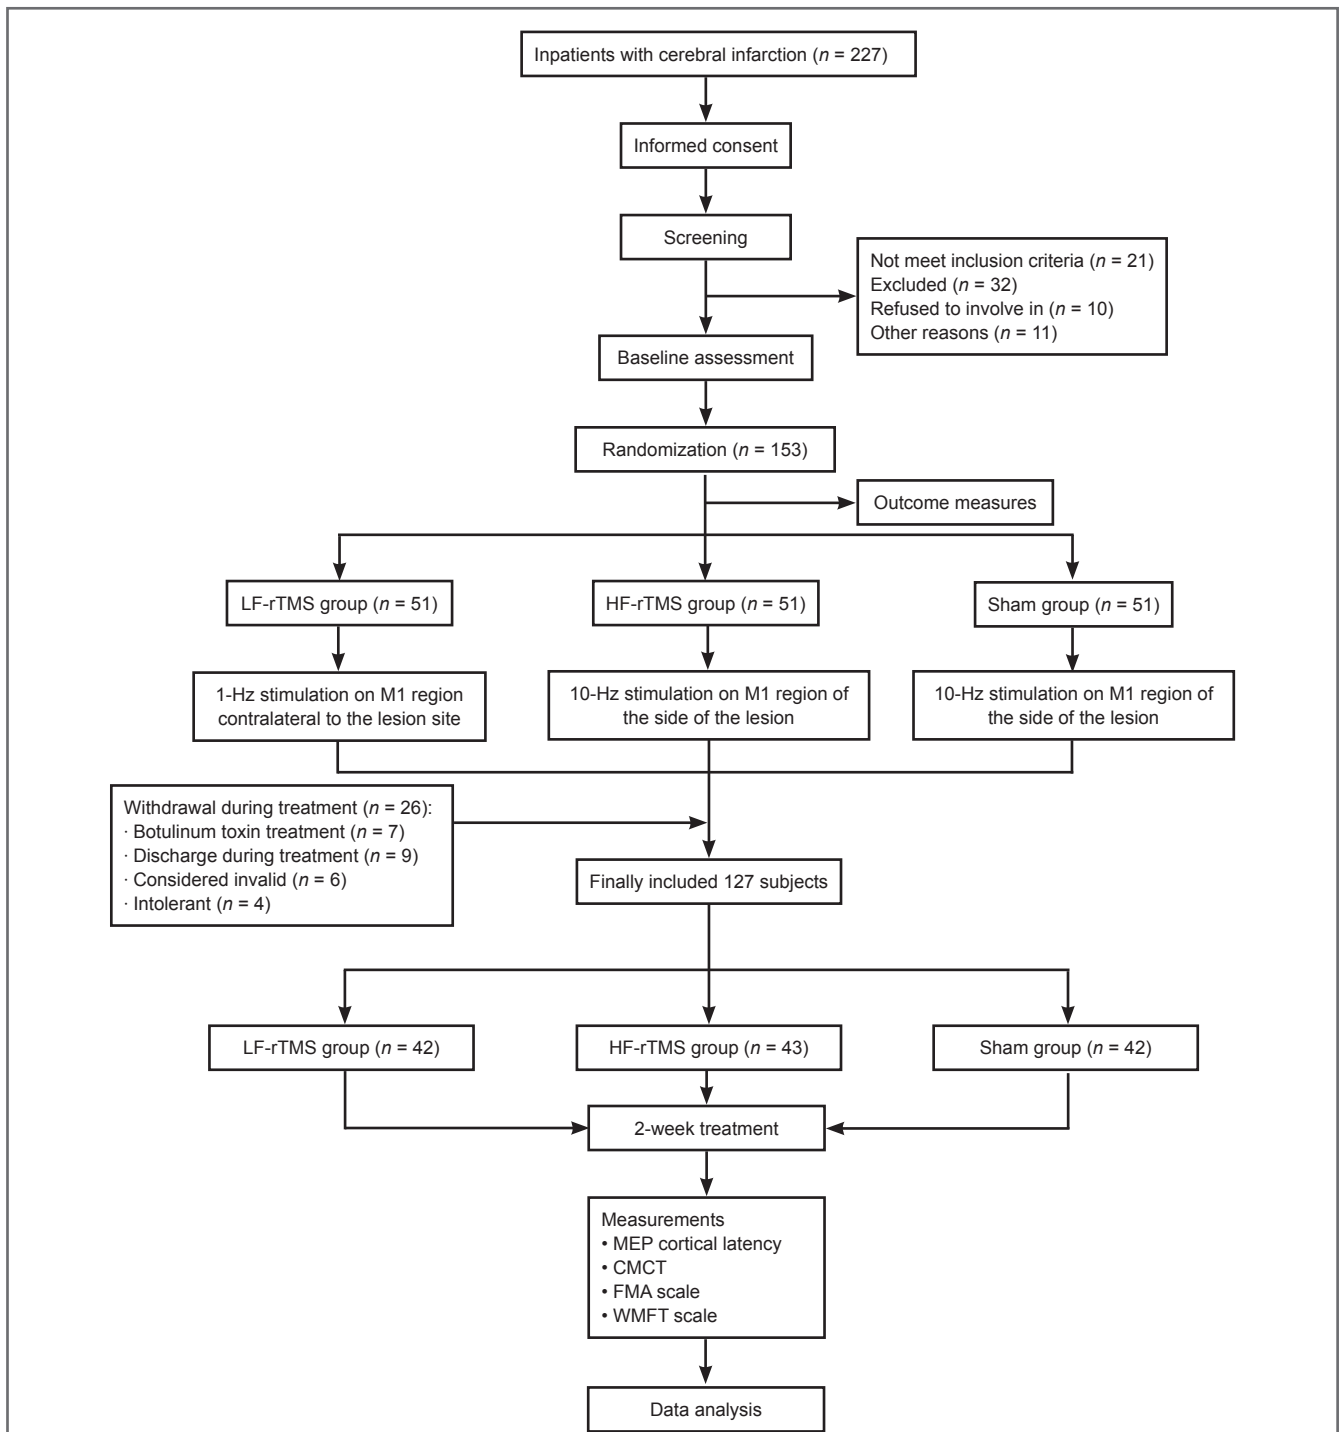 Inpatients with cerebral infarction (n = 227)
Informed consent
Screening
Not meet inclusion criteria (n = 21)
Excluded (n = 32)
Refused to involve in (n = 10)
Other reasons (n = 11)
Baseline assessment
Randomization (n = 153)
Outcome measures
LF-rTMS group (n = 51)
HF-rTMS group (n = 51)
Sham group (n = 51)
1-Hz stimulation on M1 region
contralateral to the lesion site
10-Hz stimulation on M1 region of
the side of the lesion
10-Hz stimulation on M1 region of
the side of the lesion
Withdrawal during treatment (n = 26):
· Botulinum toxin treatment (n = 7)
· Discharge during treatment (n = 9)
· Considered invalid (n = 6)
· Intolerant (n = 4)
Finally included 127 subjects
LF-rTMS group (n = 42)
HF-rTMS group (n = 43)
Sham group (n = 42)
2-week treatment
Measurements
• MEP cortical latency
• CMCT
• FMA scale
• WMFT scale
Data analysis